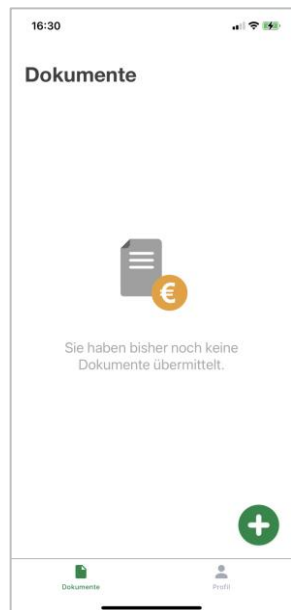 16:30
Dokumente
€
Sie haben bisher noch keine
Dokumente übermittelt.
Dokumente
Profil